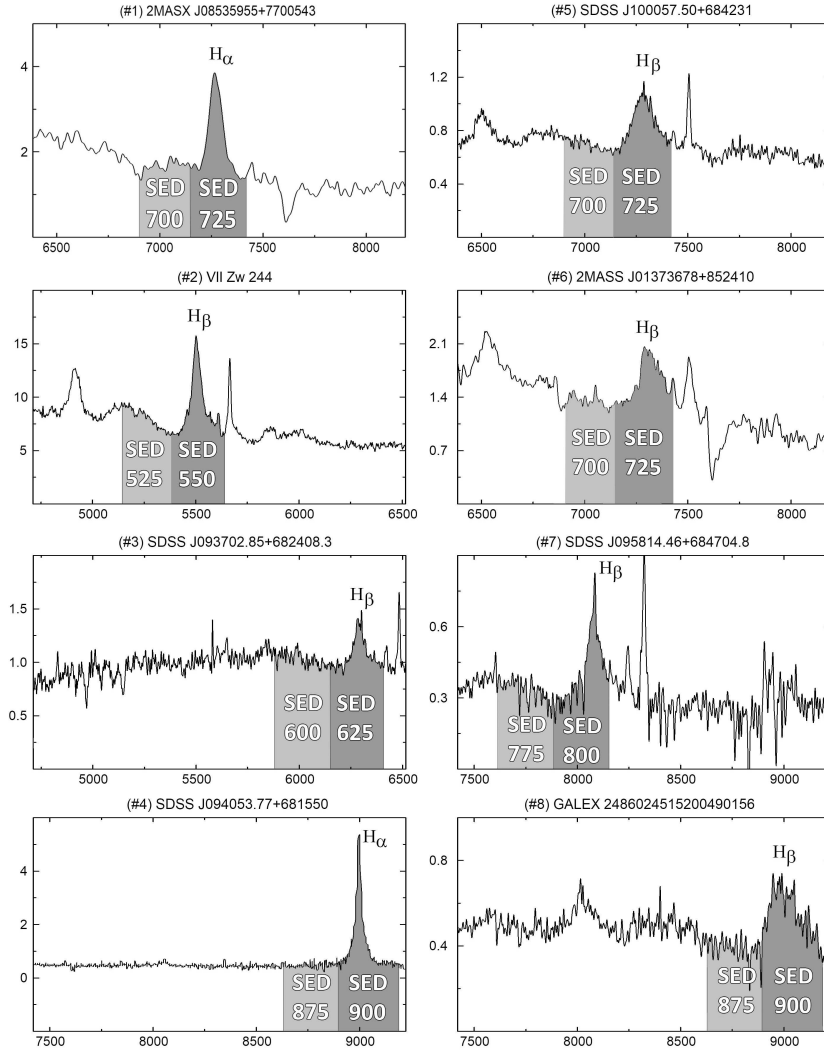 (#1) 2MASX J08535955+7700543
Hα
4
2
SED 700
SED 725
6500 7000 7500 8000
(#5) SDSS J100057.50+684231
Hβ
1.2
0.8
0.4
SED 700
SED 725
6500 7000 7500 8000
(#2) VII Zw 244
Hβ
15
10
5
SED 525
SED 550
5000 5500 6000 6500
(#6) 2MASS J01373678+852410
Hβ
2.1
1.4
0.7
SED 700
SED 725
6500 7000 7500 8000
(#3) SDSS J093702.85+682408.3
Hβ
1.5
1.0
0.5
SED 600
SED 625
5000 5500 6000 6500
(#7) SDSS J095814.46+684704.8
Hβ
0.6
0.3
SED 775
SED 800
7500 8000 8500 9000
(#4) SDSS J094053.77+681550
Hα
4
2
0
SED 875
SED 900
7500 8000 8500 9000
(#8) GALEX 2486024515200490156
Hβ
0.8
0.4
SED 875
SED 900
7500 8000 8500 9000